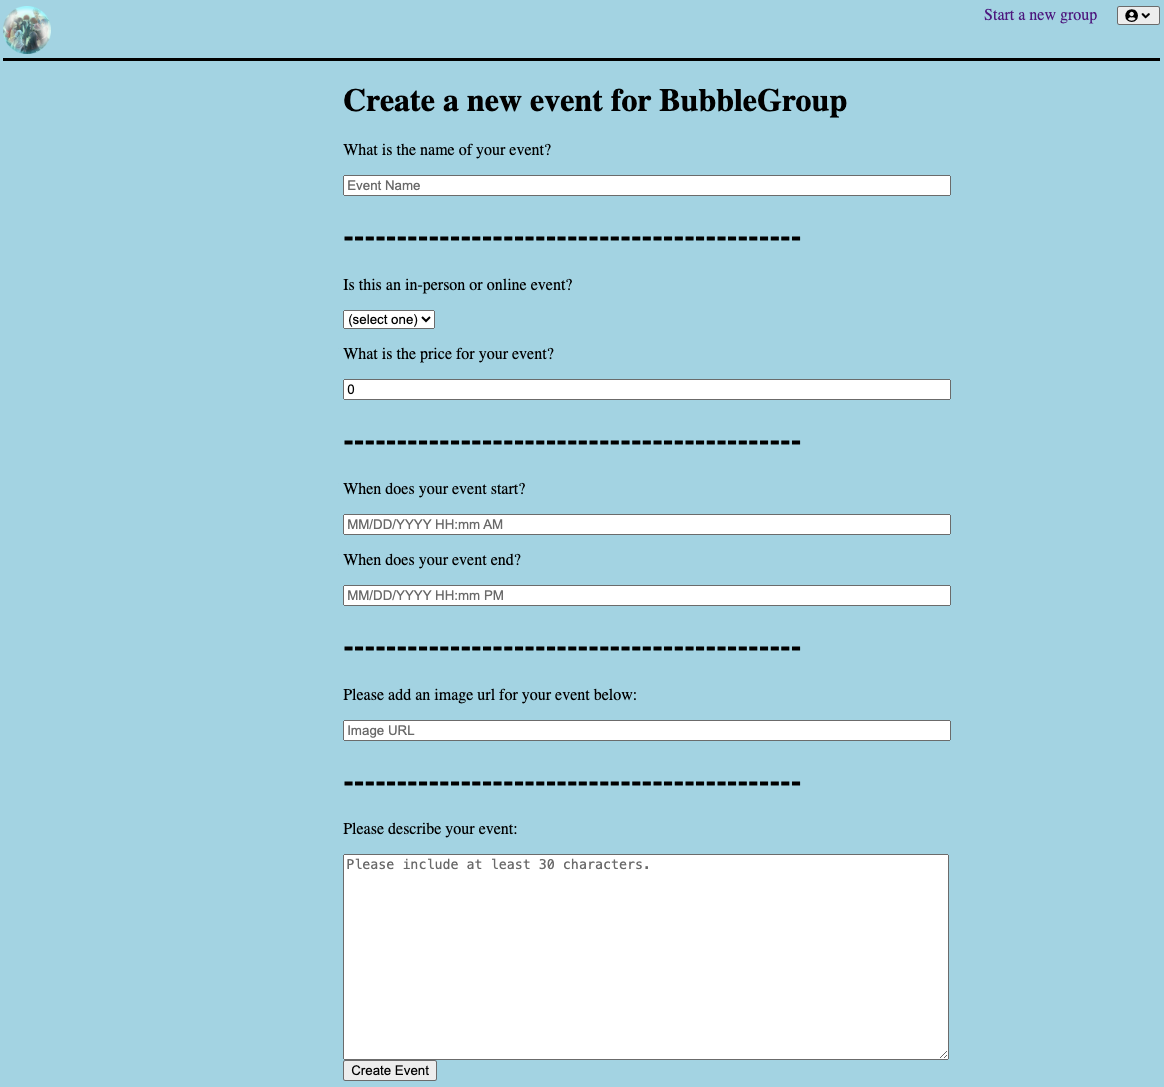 Start a new group
Create a new event for BubbleGroup
What is the name of your event?
Event Name
-------------------------------------------
Is this an in-person or online event?
(select one)
What is the price for your event?
0
-------------------------------------------
When does your event start?
MM/DD/YYYY HH:mm AM
When does your event end?
MM/DD/YYYY HH:mm PM
-------------------------------------------
Please add an image url for your event below:
Image URL
-------------------------------------------
Please describe your event:
Please include at least 30 characters.
Create Event